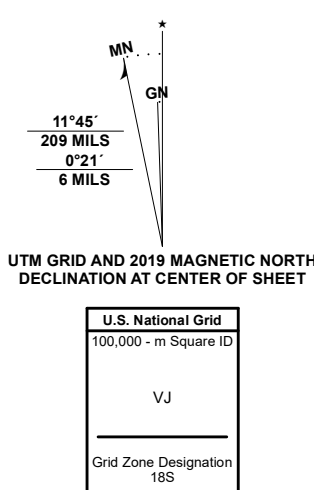 ★
MN
GN
11°45´
209 MILS
0°21´
6 MILS
UTM GRID AND 2019 MAGNETIC NORTH
DECLINATION AT CENTER OF SHEET
U.S. National Grid
100,000 - m Square ID
VJ
Grid Zone Designation
18S